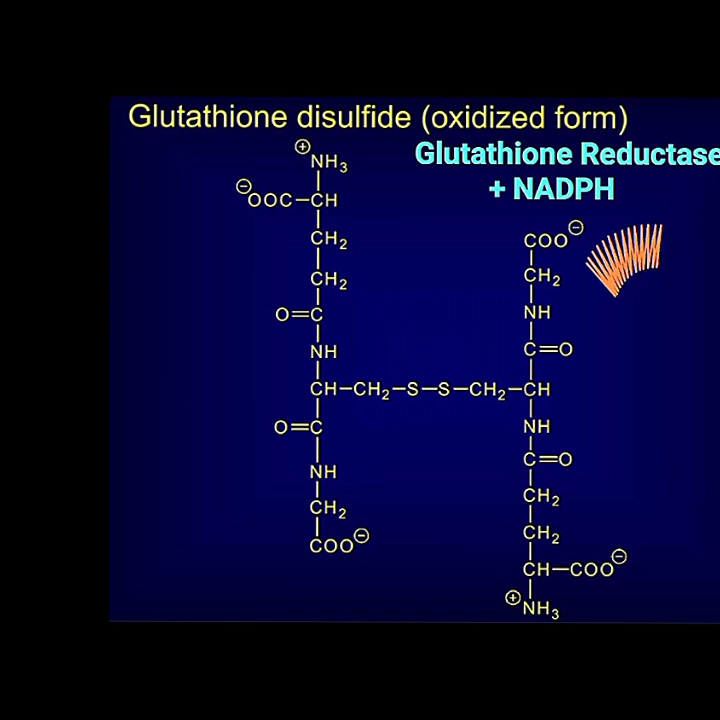 Glutathione disulfide (oxidized form)
Glutathione Reductase
+ NADPH
⊕
NH₃
⊖
OOC–CH
CH₂
CH₂
O=C
NH
CH–CH₂–S–S–CH₂–CH
O=C
NH
CH₂
COO⊖
COO⊖
CH₂
NH
C=O
NH
C=O
CH₂
CH₂
CH–COO⊖
⊕
NH₃